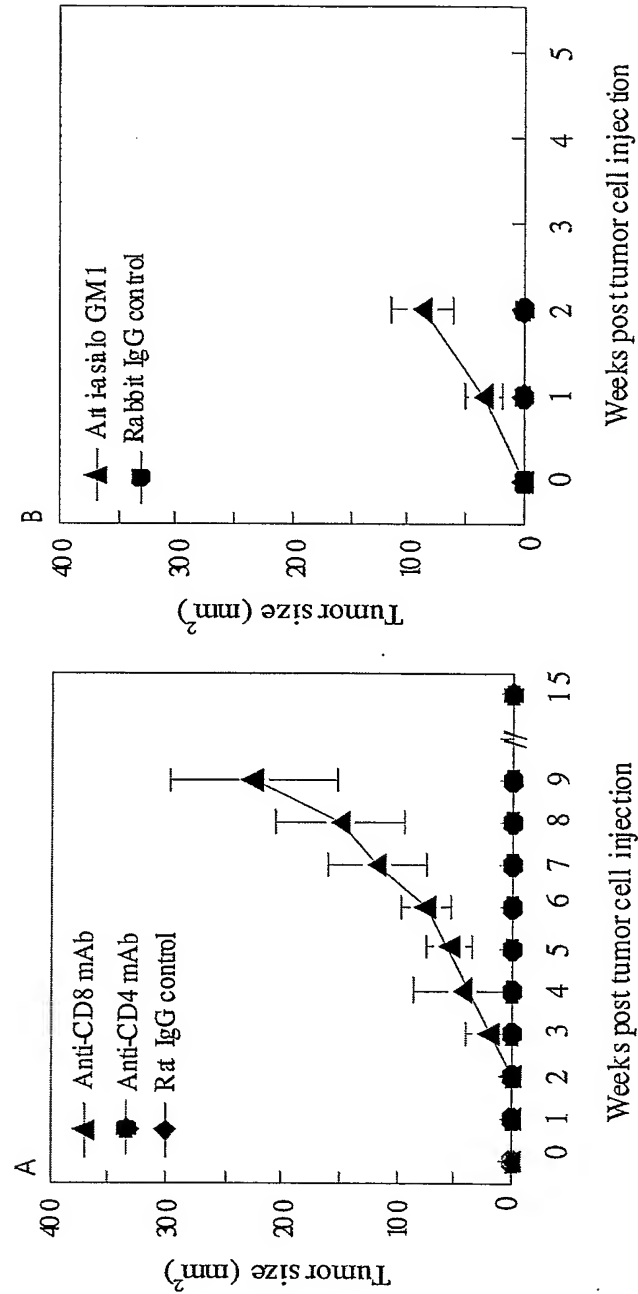 A
Anti-CD8 mAb
Anti-CD4 mAb
Rat IgG control
Tumor size (mm²)
400
300
200
100
0
0 1 2 3 4 5 6 7 8 9 // 15
Weeks post tumor cell injection
B
Anti-asialo GM1
Rabbit IgG control
Tumor size (mm²)
400
300
200
100
0
0 1 2 3 4 5
Weeks post tumor cell injection